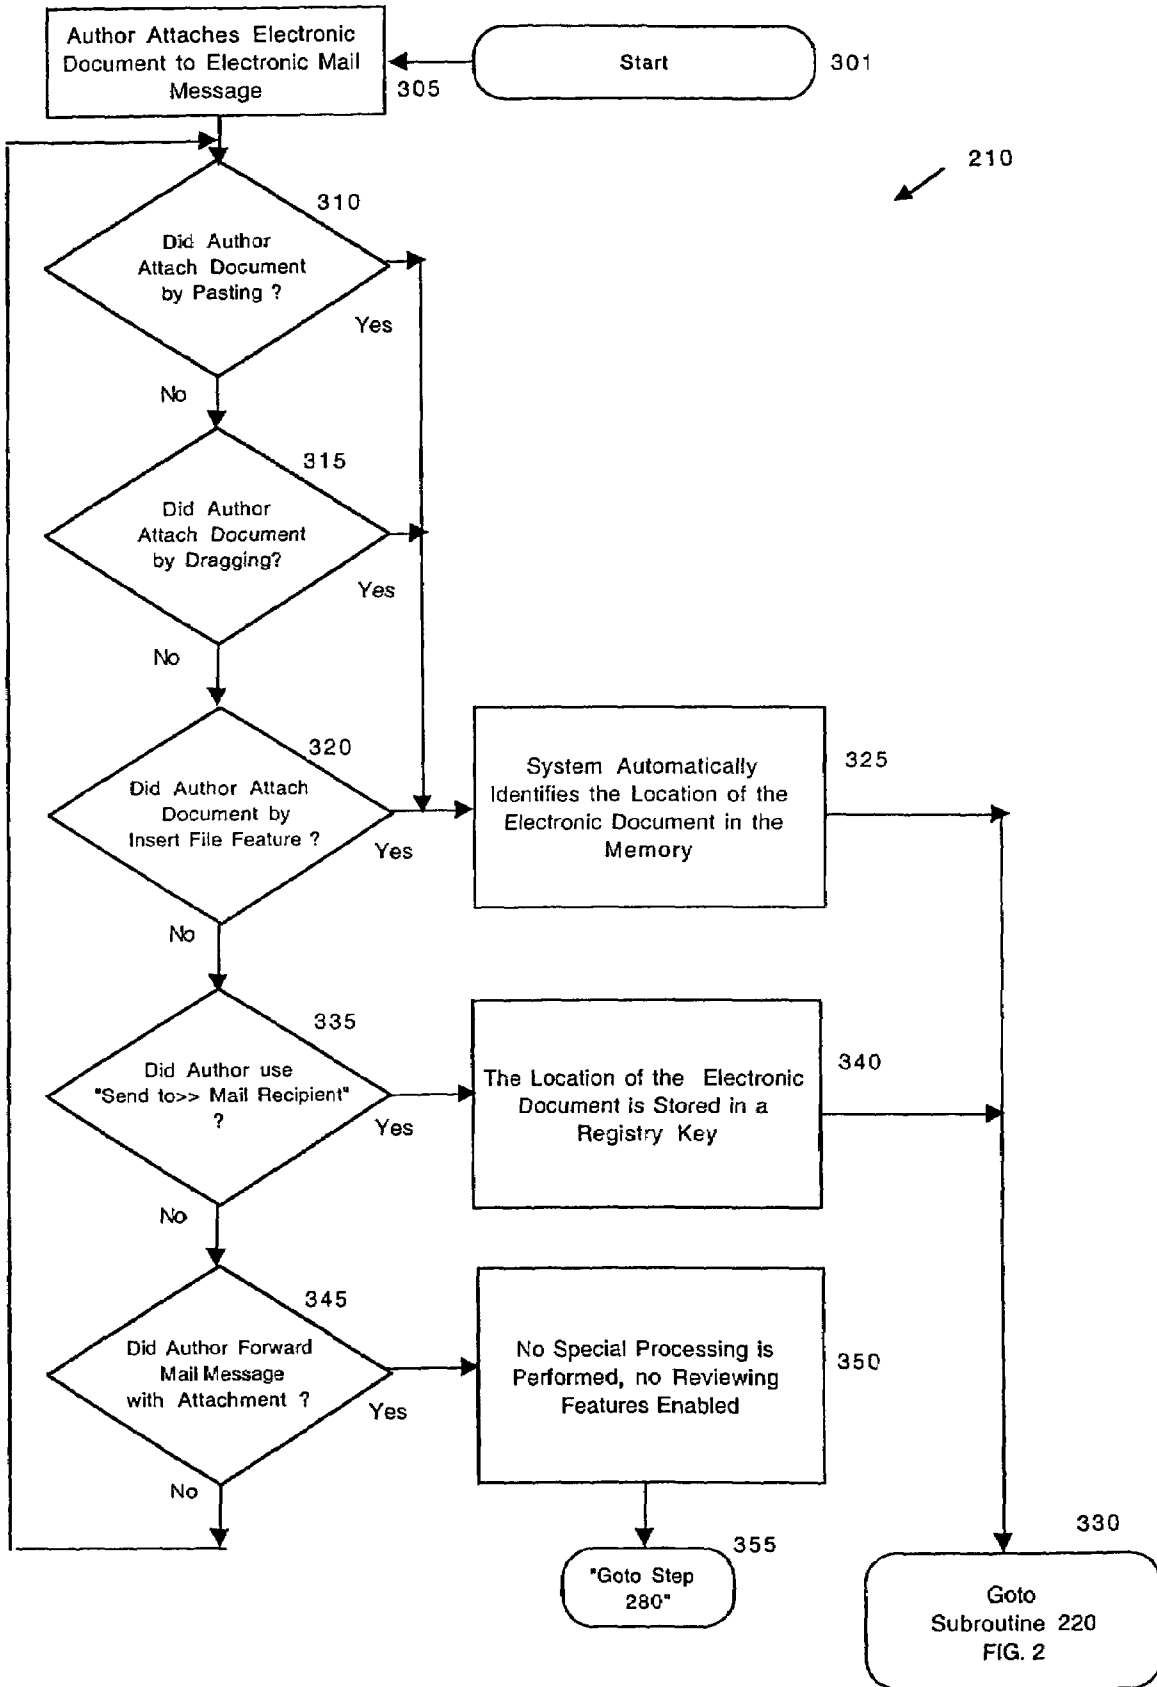 Author Attaches Electronic
Document to Electronic Mail
Message
305
Start
301
210
310
Did Author
Attach Document
by Pasting ?
Yes
No
315
Did Author
Attach Document
by Dragging?
Yes
No
320
Did Author Attach
Document by
Insert File Feature ?
Yes
No
System Automatically
Identifies the Location of the
Electronic Document in the
Memory
325
335
Did Author use
"Send to>> Mail Recipient"
?
Yes
No
The Location of the Electronic
Document is Stored in a
Registry Key
340
345
Did Author Forward
Mail Message
with Attachment ?
Yes
No
No Special Processing is
Performed, no Reviewing
Features Enabled
350
355
"Goto Step
280"
330
Goto
Subroutine 220
FIG. 2